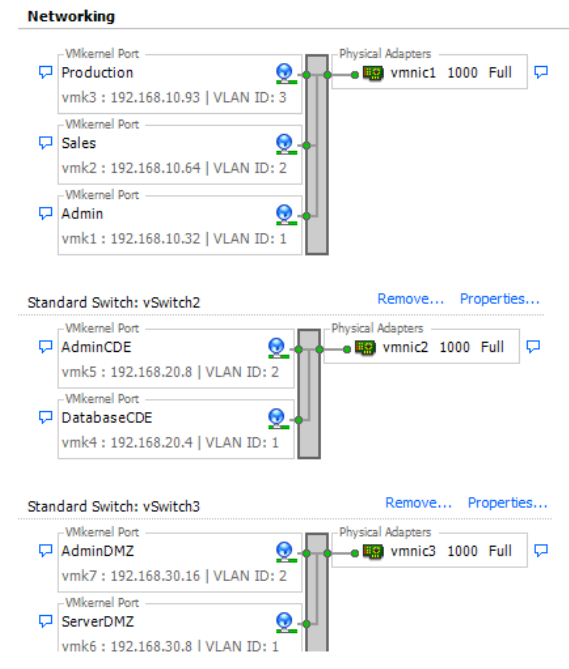 Networking
VMkernel Port
Production
vmk3 : 192.168.10.93 | VLAN ID: 3
Physical Adapters
vmnic1 1000 Full
VMkernel Port
Sales
vmk2 : 192.168.10.64 | VLAN ID: 2
VMkernel Port
Admin
vmk1 : 192.168.10.32 | VLAN ID: 1
Standard Switch: vSwitch2 Remove... Properties...
VMkernel Port
AdminCDE
vmk5 : 192.168.20.8 | VLAN ID: 2
Physical Adapters
vmnic2 1000 Full
VMkernel Port
DatabaseCDE
vmk4 : 192.168.20.4 | VLAN ID: 1
Standard Switch: vSwitch3 Remove... Properties...
VMkernel Port
AdminDMZ
vmk7 : 192.168.30.16 | VLAN ID: 2
Physical Adapters
vmnic3 1000 Full
VMkernel Port
ServerDMZ
vmk6 : 192.168.30.8 | VLAN ID: 1